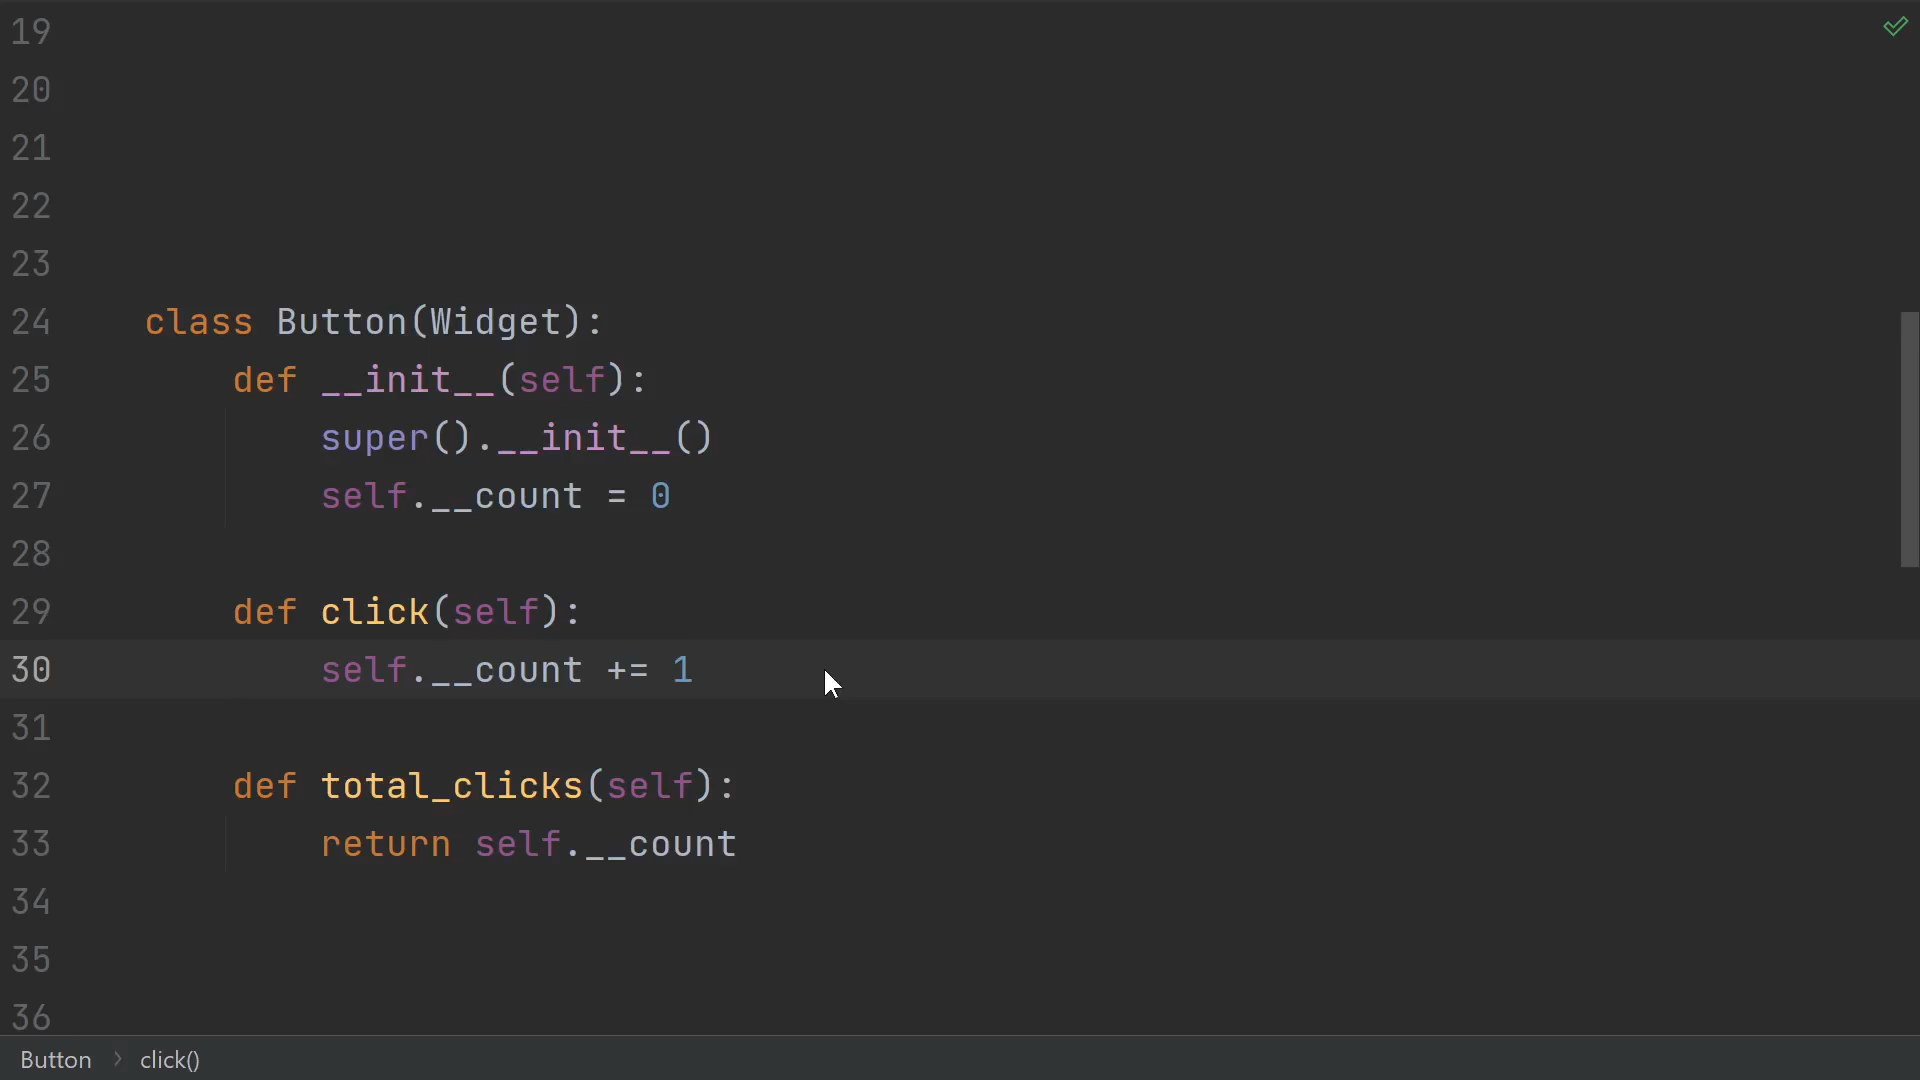 19
20
21
22
23
24 class Button(Widget):
25 def __init__(self):
26 super().__init__()
27 self.__count = 0
28
29 def click(self):
30 self.__count += 1
31
32 def total_clicks(self):
33 return self.__count
34
35
36
Button > click()